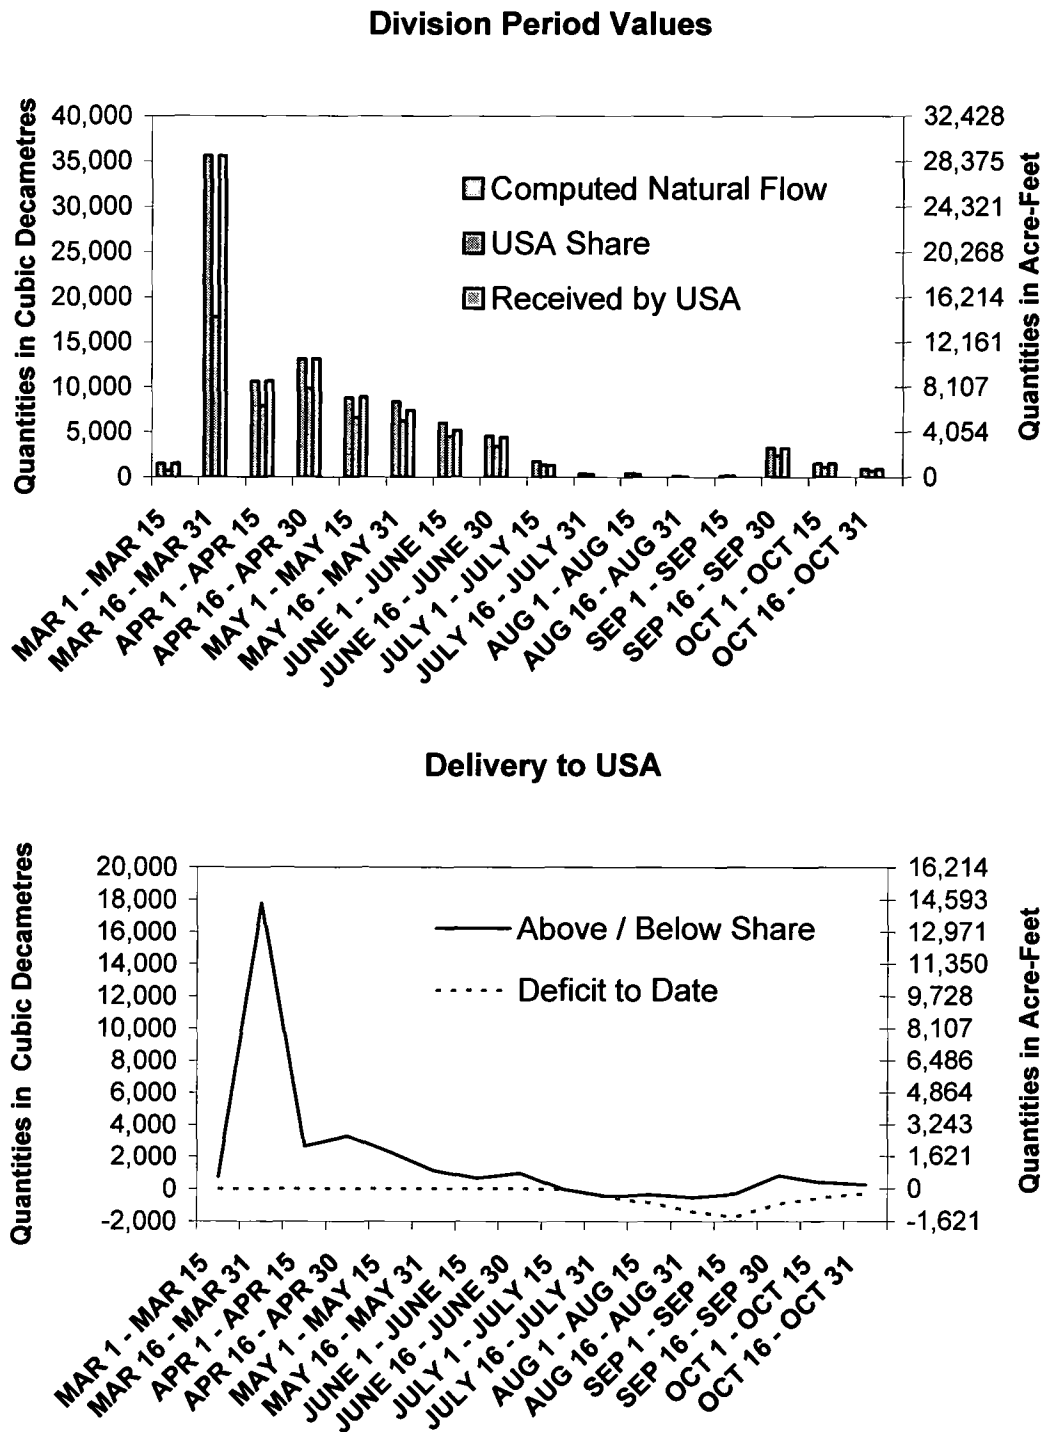 Division Period Values
Quantities in Cubic Decametres
40,000
35,000
30,000
25,000
20,000
15,000
10,000
5,000
0
Computed Natural Flow
USA Share
Received by USA
32,428
28,375
24,321
20,268
16,214
12,161
8,107
4,054
0
Quantities in Acre-Feet
MAR 1 - MAR 15
MAR 16 - MAR 31
APR 1 - APR 15
APR 16 - APR 30
MAY 1 - MAY 15
MAY 16 - MAY 31
JUNE 1 - JUNE 15
JUNE 16 - JUNE 30
JULY 1 - JULY 15
JULY 16 - JULY 31
AUG 1 - AUG 15
AUG 16 - AUG 31
SEP 1 - SEP 15
SEP 16 - SEP 30
OCT 1 - OCT 15
OCT 16 - OCT 31
Delivery to USA
Quantities in Cubic Decametres
20,000
18,000
16,000
14,000
12,000
10,000
8,000
6,000
4,000
2,000
0
-2,000
Above / Below Share
Deficit to Date
16,214
14,593
12,971
11,350
9,728
8,107
6,486
4,864
3,243
1,621
0
-1,621
Quantities in Acre-Feet
MAR 1 - MAR 15
MAR 16 - MAR 31
APR 1 - APR 15
APR 16 - APR 30
MAY 1 - MAY 15
MAY 16 - MAY 31
JUNE 1 - JUNE 15
JUNE 16 - JUNE 30
JULY 1 - JULY 15
JULY 16 - JULY 31
AUG 1 - AUG 15
AUG 16 - AUG 31
SEP 1 - SEP 15
SEP 16 - SEP 30
OCT 1 - OCT 15
OCT 16 - OCT 31